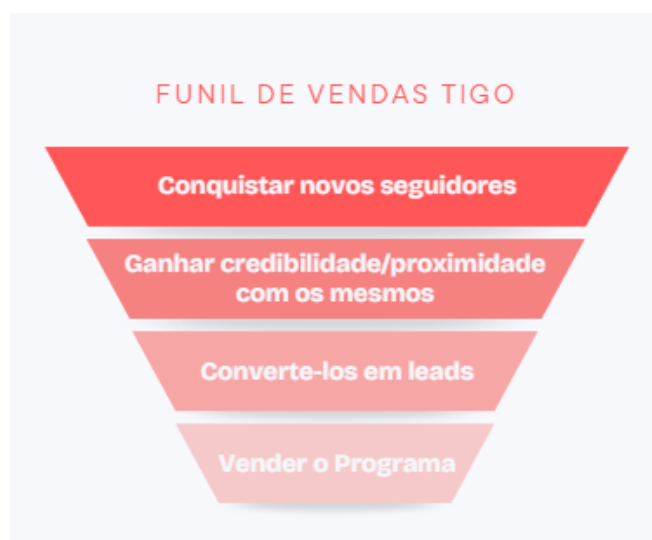 FUNIL DE VENDAS TIGO
Conquistar novos seguidores
Ganhar credibilidade/proximidade
com os mesmos
Converte-los em leads
Vender o Programa